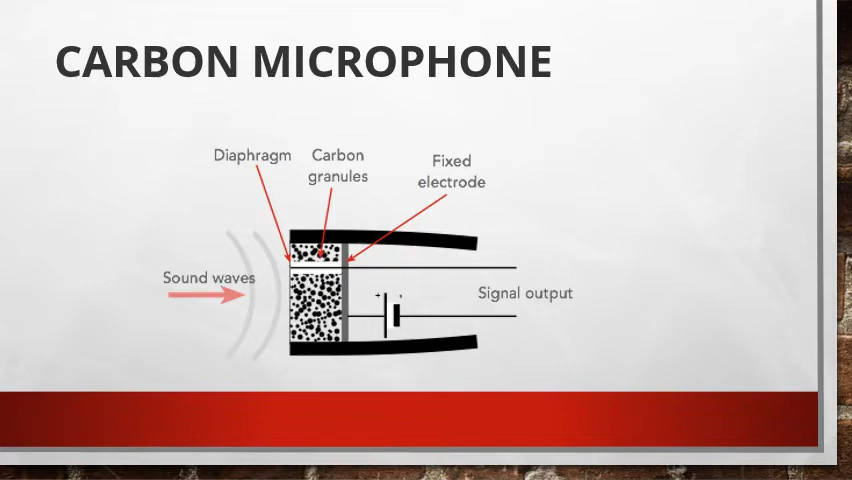 CARBON MICROPHONE
Diaphragm
Carbon
granules
Fixed
electrode
Sound waves
+
Signal output